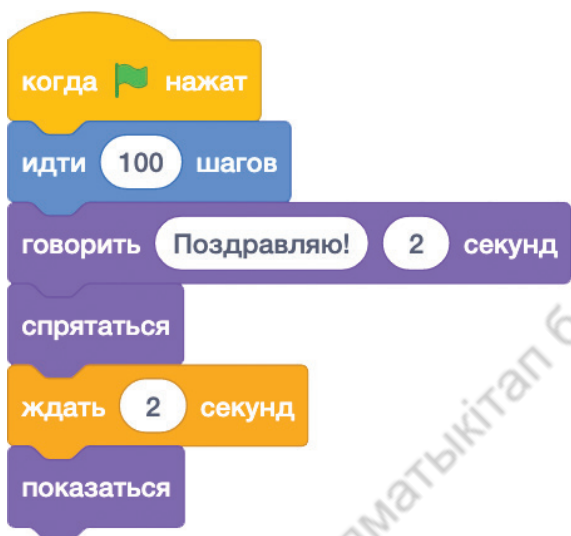 когда нажат
идти 100 шагов
говорить Поздравляю! 2 секунд
спрятаться
ждать 2 секунд
показаться